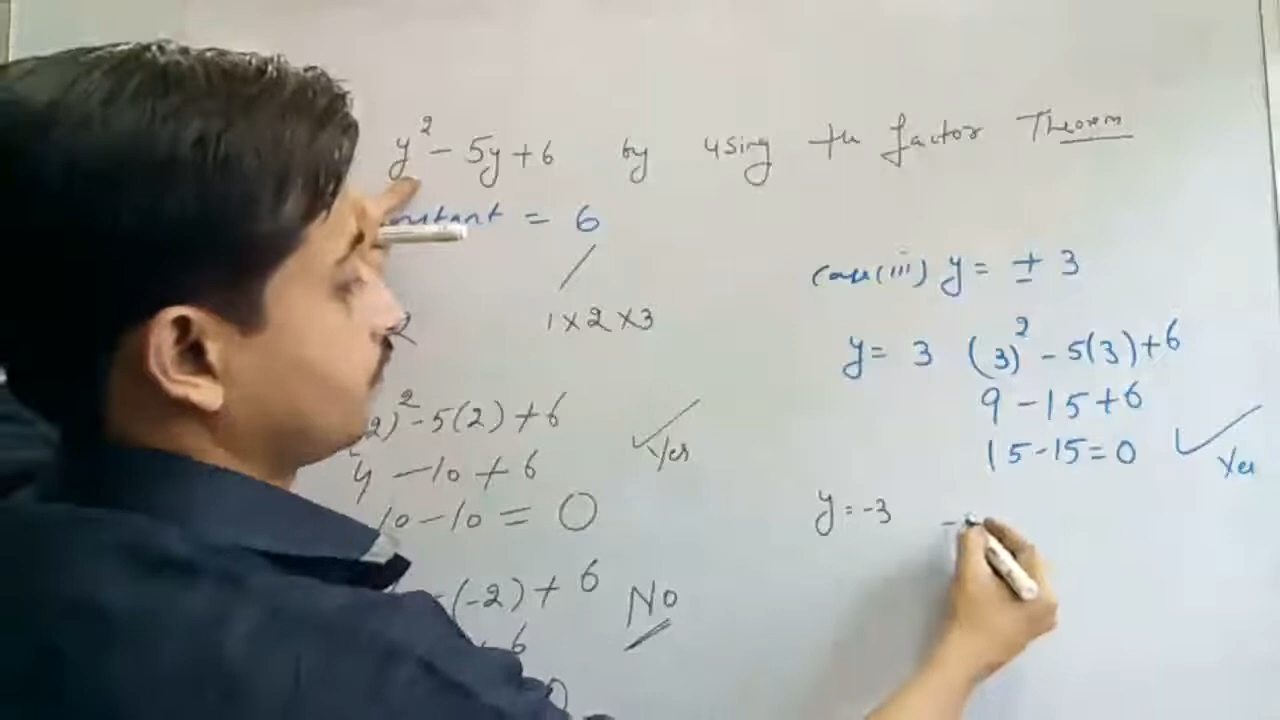 y² - 5y + 6 by using the factor Theorem
constant = 6
1 x 2 x 3
2)² - 5(2) + 6
4 - 10 + 6 Yes
10 - 10 = 0
(-2) + 6 No
6
0
Case (iii) y = ± 3
y = 3 (3)² - 5(3) + 6
9 - 15 + 6
15 - 15 = 0 Yes
y = -3 -